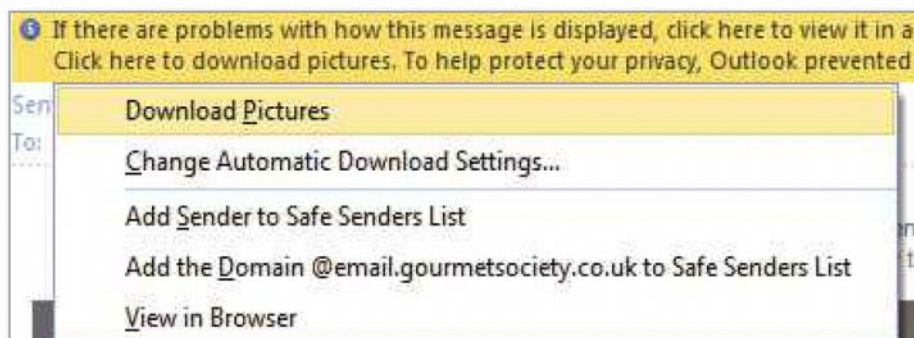 If there are problems with how this message is displayed, click here to view it in a
Click here to download pictures. To help protect your privacy, Outlook prevented
Sen
To:
Download Pictures
Change Automatic Download Settings...
Add Sender to Safe Senders List
Add the Domain @email.gourmetsociety.co.uk to Safe Senders List
View in Browser